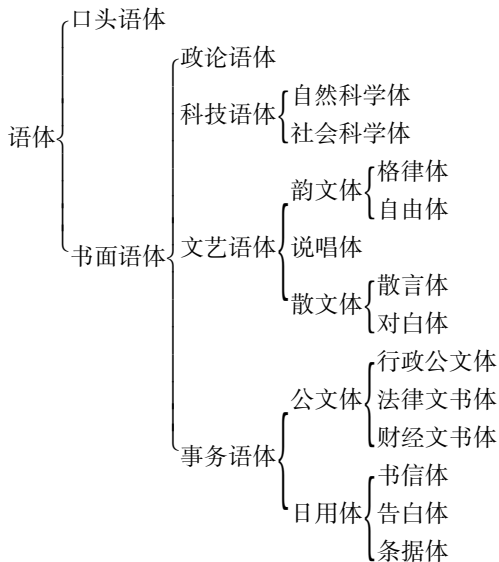 口头语体
政论语体
自然科学体
科技语体
社会科学体
语体
格律体
韵文体
自由体
书面语体
文艺语体
说唱体
散言体
散文体
对白体
行政公文体
公文体
法律文书体
财经文书体
事务语体
书信体
日用体
告白体
条据体